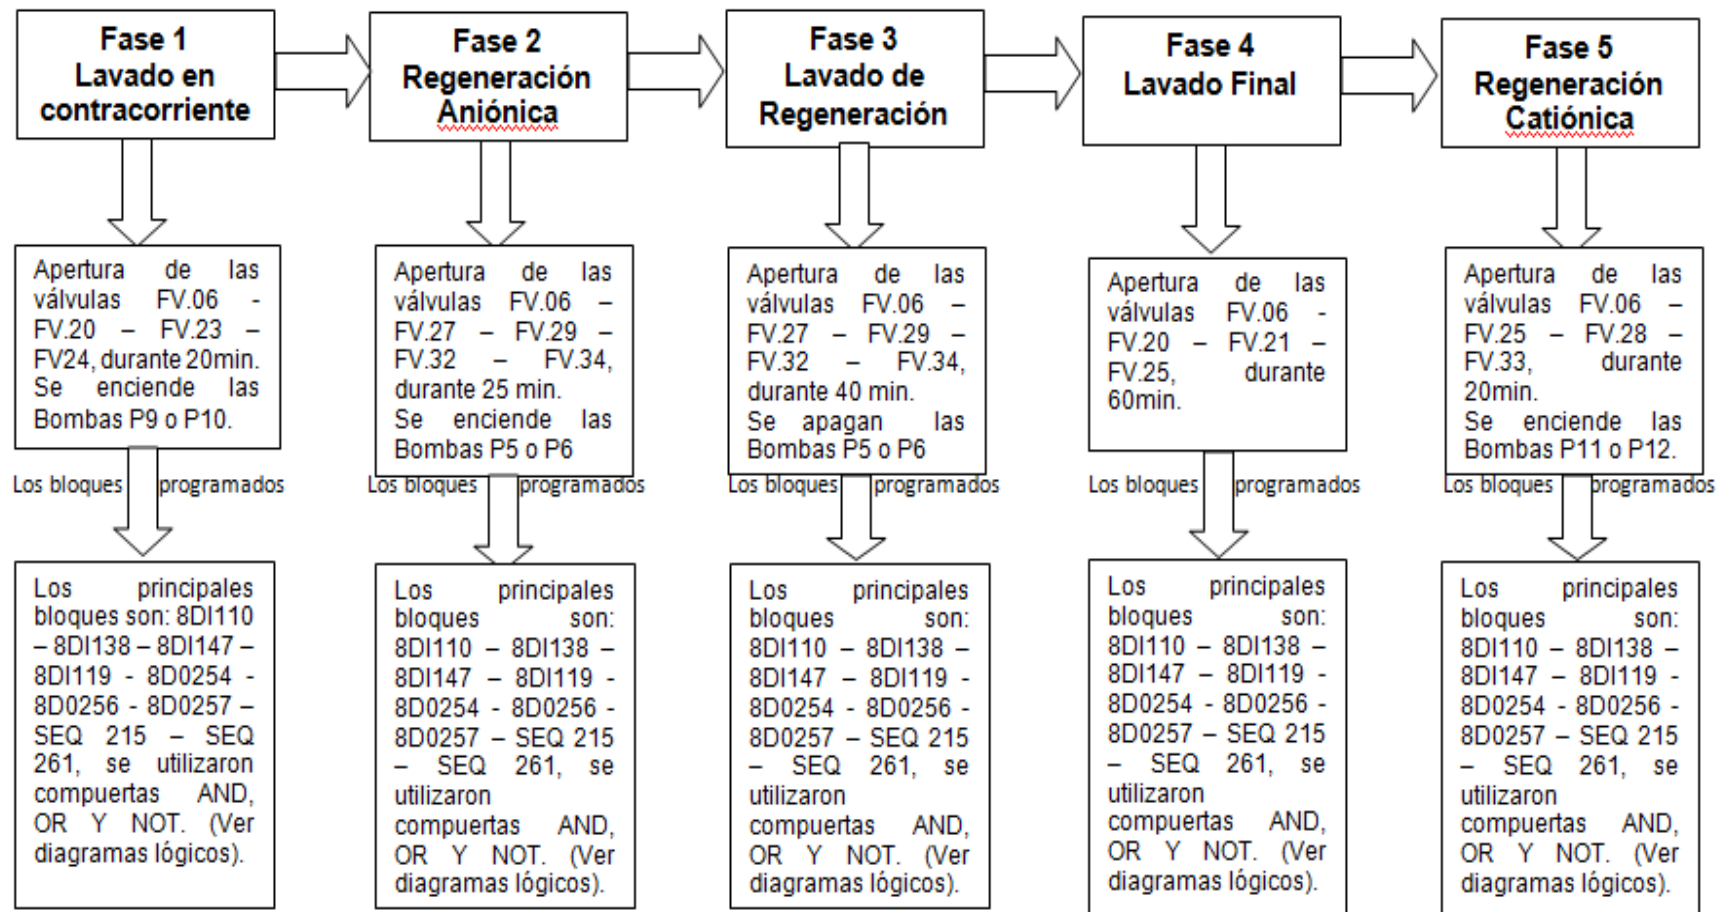 Fase 1
Lavado en
contracorriente
Fase 2
Regeneración
Aniónica
Fase 3
Lavado de
Regeneración
Fase 4
Lavado Final
Fase 5
Regeneración
Catiónica
Apertura de las
válvulas FV.06 -
FV.20 – FV.23 –
FV24, durante 20min.
Se enciende las
Bombas P9 o P10.
Apertura de las
válvulas FV.06 –
FV.27 – FV.29 –
FV.32 – FV.34,
durante 25 min.
Se enciende las
Bombas P5 o P6
Apertura de las
válvulas FV.06 –
FV.27 – FV.29 –
FV.32 – FV.34,
durante 40 min.
Se apagan las
Bombas P5 o P6
Apertura de las
válvulas FV.06 -
FV.20 – FV.21 –
FV.25, durante
60min.
Apertura de las
válvulas FV.06 –
FV.25 – FV.28 –
FV.33, durante
20min.
Se enciende las
Bombas P11 o P12.
Los bloques programados
Los bloques programados
Los bloques programados
Los bloques programados
Los bloques programados
Los principales
bloques son: 8DI110
– 8DI138 – 8DI147 –
8DI119 - 8D0254 -
8D0256 - 8D0257 –
SEQ 215 – SEQ
261, se utilizaron
compuertas AND,
OR Y NOT. (Ver
diagramas lógicos).
Los principales
bloques son:
8DI110 – 8DI138 –
8DI147 – 8DI119 -
8D0254 - 8D0256 -
8D0257 – SEQ 215
– SEQ 261, se
utilizaron
compuertas AND,
OR Y NOT. (Ver
diagramas lógicos).
Los principales
bloques son:
8DI110 – 8DI138 –
8DI147 – 8DI119 -
8D0254 - 8D0256 -
8D0257 – SEQ 215
– SEQ 261, se
utilizaron
compuertas AND,
OR Y NOT. (Ver
diagramas lógicos).
Los principales
bloques son:
8DI110 – 8DI138 –
8DI147 – 8DI119 -
8D0254 - 8D0256 -
8D0257 – SEQ 215
– SEQ 261, se
utilizaron
compuertas AND,
OR Y NOT. (Ver
diagramas lógicos).
Los principales
bloques son:
8DI110 – 8DI138 –
8DI147 – 8DI119 -
8D0254 - 8D0256 -
8D0257 – SEQ 215
– SEQ 261, se
utilizaron
compuertas AND,
OR Y NOT. (Ver
diagramas lógicos).